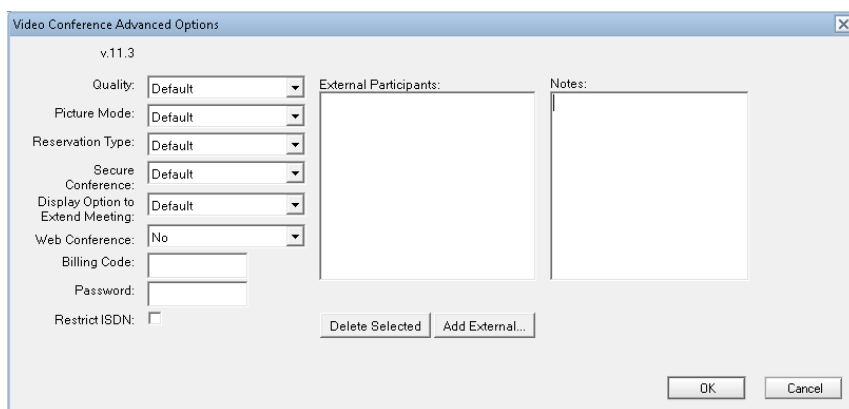 Video Conference Advanced Options
v.11.3
Quality:
Default
Picture Mode:
Default
Reservation Type:
Default
Secure
Conference:
Default
Display Option to
Extend Meeting:
Default
Web Conference:
No
Billing Code:
Password:
Restrict ISDN:
External Participants:
Notes:
Delete Selected
Add External...
OK
Cancel